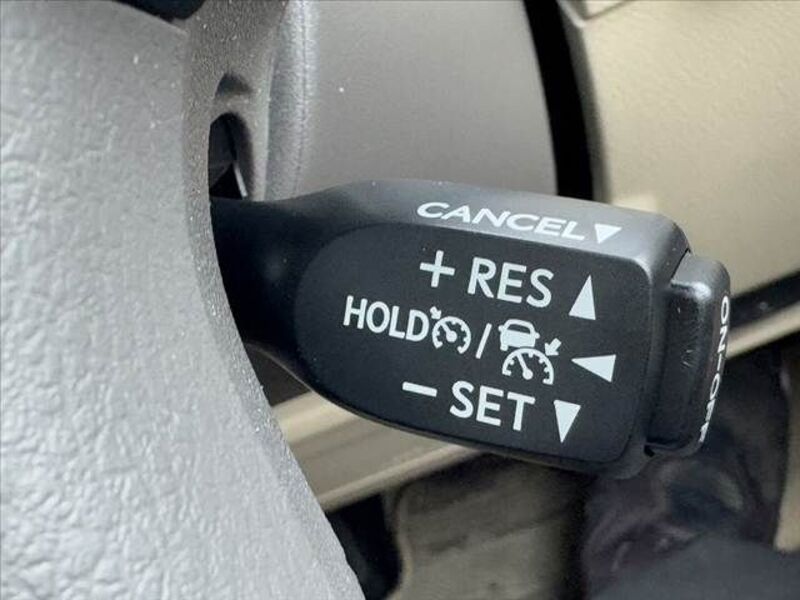 CANCEL
+ RES
HOLD /
- SET
ON-OFF